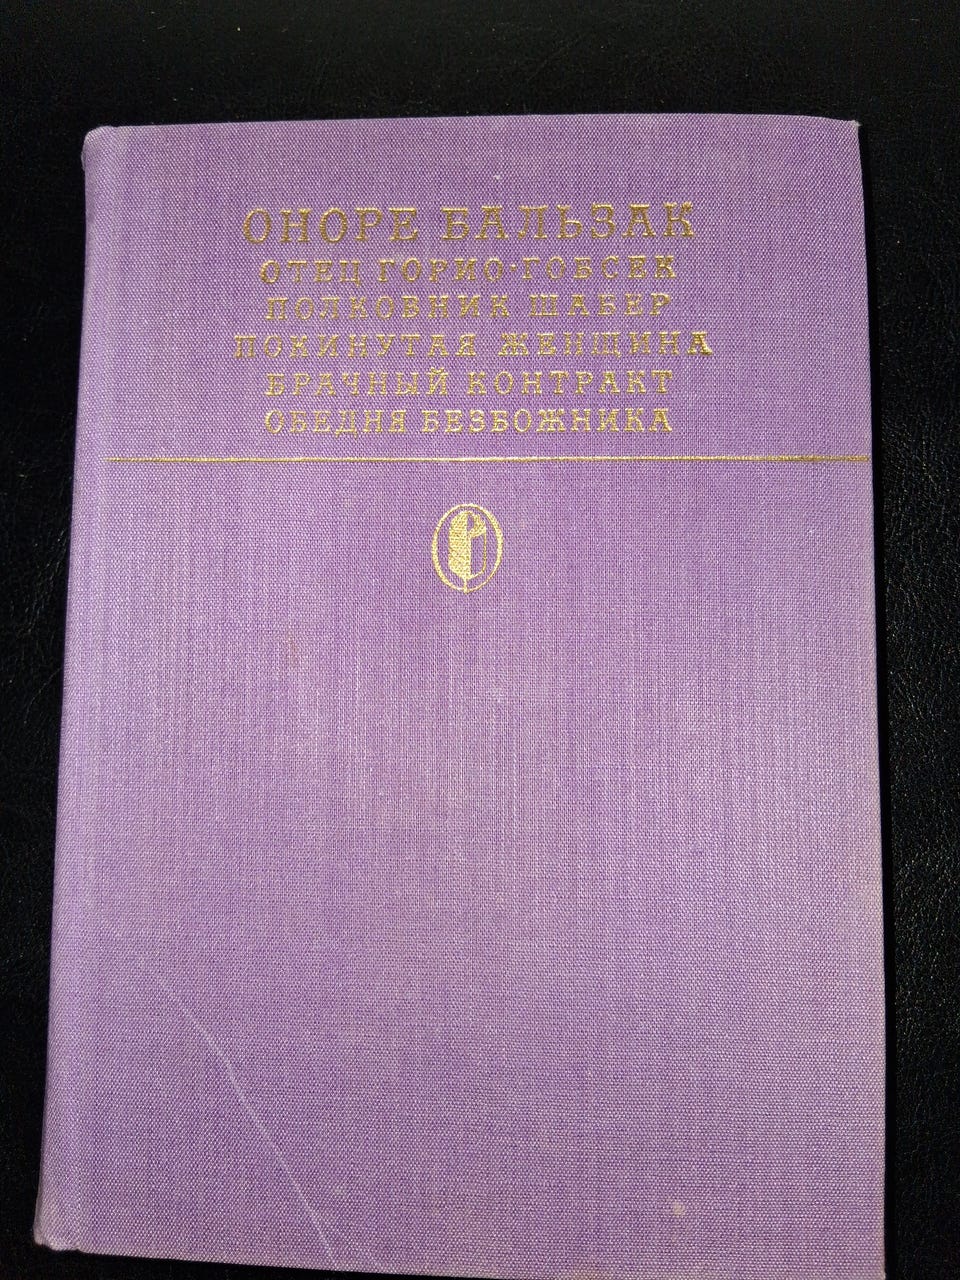 ОНОРЕ БАЛЬЗАК
ОТЕЦ ГОРИО·ГОБСЕК
ПОЛКОВНИК ШАБЕР
ПОКИНУТАЯ ЖЕНЩИНА
БРАЧНЫЙ КОНТРАКТ
ОБЕДНЯ БЕЗБОЖНИКА